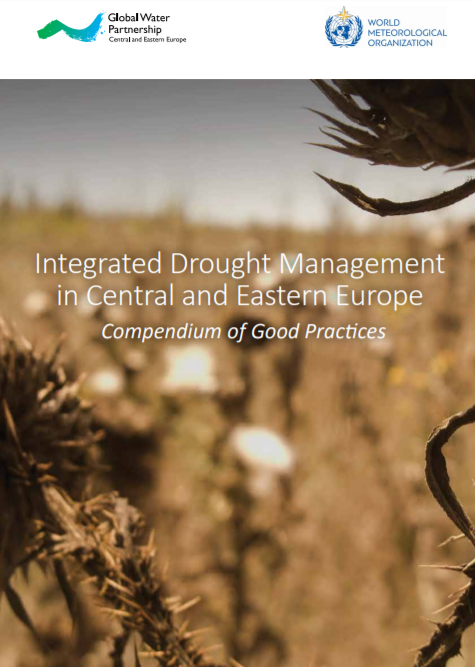 Global Water
Partnership
Central and Eastern Europe
WORLD
METEOROLOGICAL
ORGANIZATION
Integrated Drought Management
in Central and Eastern Europe
Compendium of Good Practices